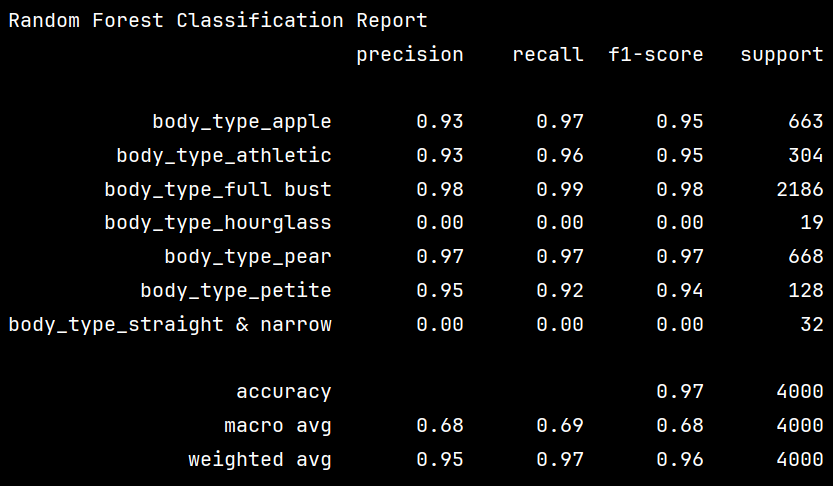 Random Forest Classification Report
precision recall f1-score support
body_type_apple 0.93 0.97 0.95 663
body_type_athletic 0.93 0.96 0.95 304
body_type_full bust 0.98 0.99 0.98 2186
body_type_hourglass 0.00 0.00 0.00 19
body_type_pear 0.97 0.97 0.97 668
body_type_petite 0.95 0.92 0.94 128
body_type_straight & narrow 0.00 0.00 0.00 32
accuracy 0.97 4000
macro avg 0.68 0.69 0.68 4000
weighted avg 0.95 0.97 0.96 4000